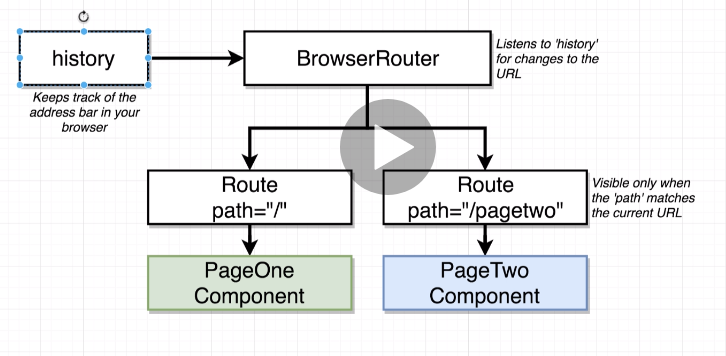 history
BrowserRouter
Listens to 'history'
for changes to the
URL
Keeps track of the
address bar in your
browser
Route
path="/"
Route
path="/pagetwo"
Visible only when
the 'path' matches
the current URL
PageOne
Component
PageTwo
Component